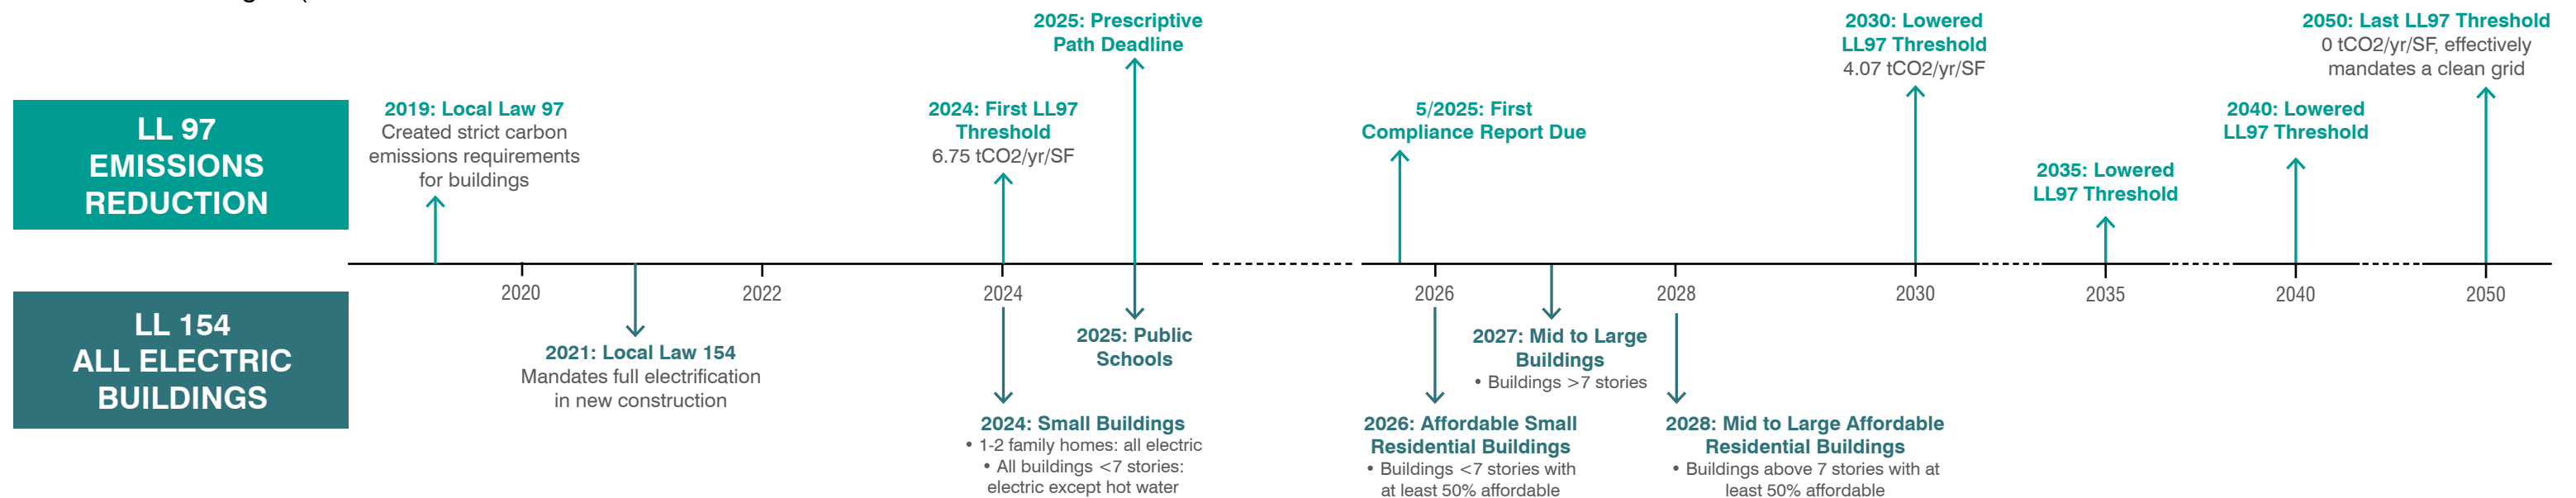 2025: Prescriptive
Path Deadline
2030: Lowered
LL97 Threshold
4.07 tCO2/yr/SF
2050: Last LL97 Threshold
0 tCO2/yr/SF, effectively
mandates a clean grid
LL 97
EMISSIONS
REDUCTION
2019: Local Law 97
Created strict carbon
emissions requirements
for buildings
2024: First LL97
Threshold
6.75 tCO2/yr/SF
5/2025: First
Compliance Report Due
2035: Lowered
LL97 Threshold
2040: Lowered
LL97 Threshold
2020
2022
2024
2026
2028
2030
2035
2040
2050
LL 154
ALL ELECTRIC
BUILDINGS
2021: Local Law 154
Mandates full electrification
in new construction
2025: Public
Schools
2024: Small Buildings
• 1-2 family homes: all electric
• All buildings <7 stories:
electric except hot water
2027: Mid to Large
Buildings
• Buildings >7 stories
2026: Affordable Small
Residential Buildings
• Buildings <7 stories with
at least 50% affordable
2028: Mid to Large Affordable
Residential Buildings
• Buildings above 7 stories with at
least 50% affordable